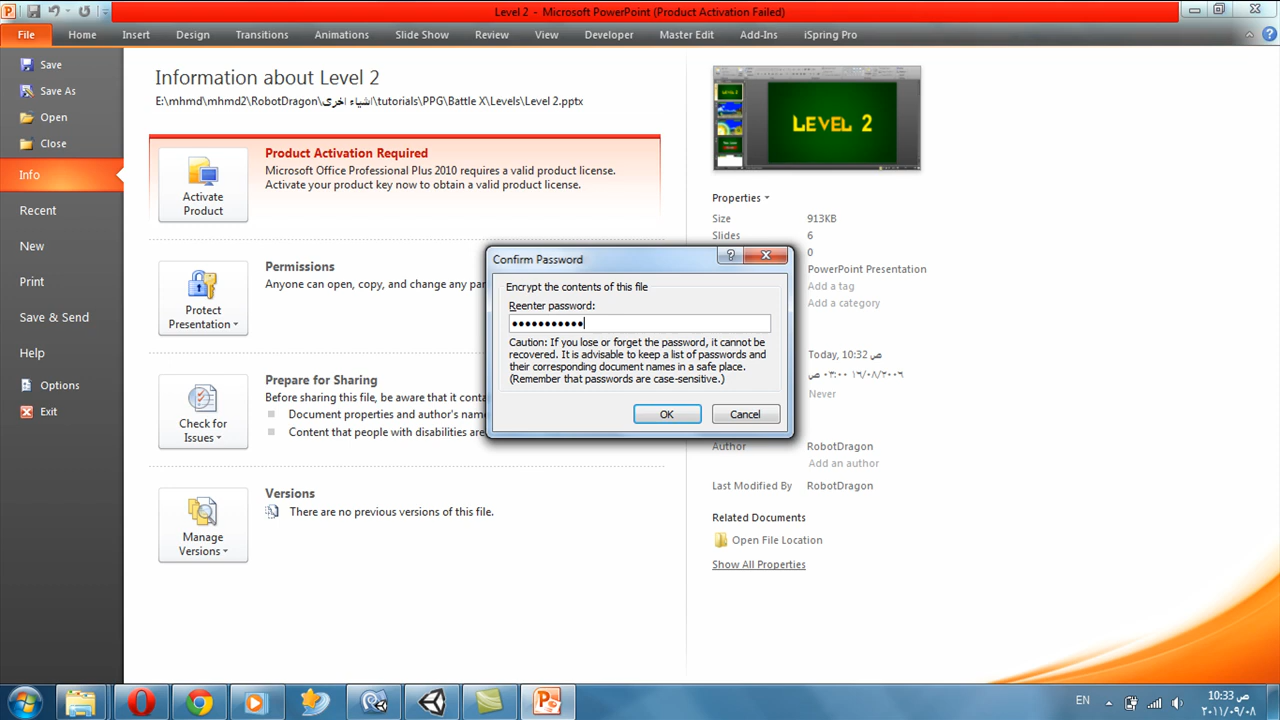 Level 2 - Microsoft PowerPoint (Product Activation Failed)
File Home Insert Design Transitions Animations Slide Show Review View Developer Master Edit Add-Ins iSpring Pro
Save
Save As
Open
Close
Info
Recent
New
Print
Save & Send
Help
Options
Exit
Information about Level 2
E:\mhmd\mhmd2\RobotDragon\اشياء اخرى\tutorials\PPG\Battle X\Levels\Level 2.pptx
Activate
Product
Product Activation Required
Microsoft Office Professional Plus 2010 requires a valid product license.
Activate your product key now to obtain a valid product license.
Protect
Presentation
Permissions
Anyone can open, copy, and change any par
Check for
Issues
Prepare for Sharing
Before sharing this file, be aware that it conta
Document properties and author's name
Content that people with disabilities are
Manage
Versions
Versions
There are no previous versions of this file.
Confirm Password
Encrypt the contents of this file
Reenter password:
Caution: If you lose or forget the password, it cannot be
recovered. It is advisable to keep a list of passwords and
their corresponding document names in a safe place.
(Remember that passwords are case-sensitive.)
OK Cancel
LEVEL 2
Properties
Size 913KB
Slides 6
0
PowerPoint Presentation
Add a tag
Add a category
Today, 10:32 ص
١٦/٠٨/٢٠٠٦ ٠٣:٠٠ ص
Never
Author RobotDragon
Add an author
Last Modified By RobotDragon
Related Documents
Open File Location
Show All Properties
EN
10:33 ص
٢٠١١/٠٩/٠٨